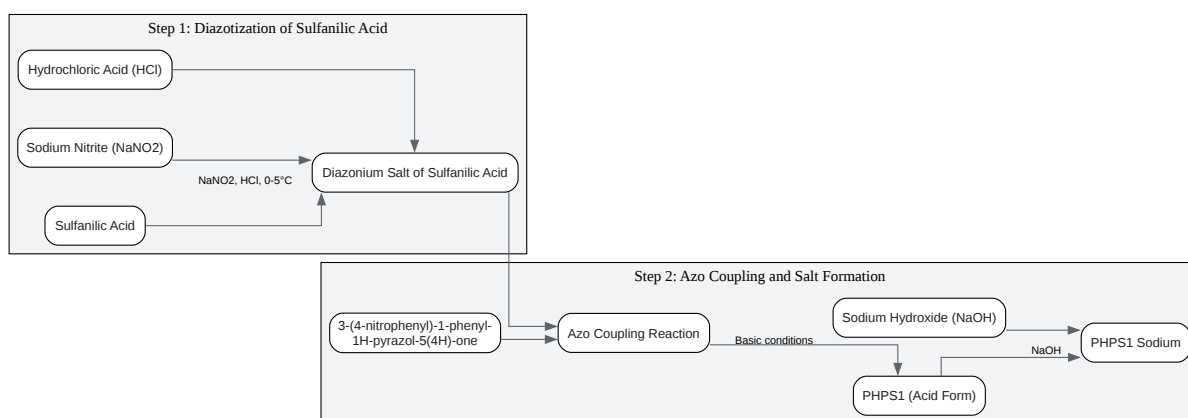 Step 1: Diazotization of Sulfanilic Acid
Hydrochloric Acid (HCl)
Sodium Nitrite (NaNO2)
NaNO2, HCl, 0-5°C
Diazonium Salt of Sulfanilic Acid
Sulfanilic Acid
Step 2: Azo Coupling and Salt Formation
3-(4-nitrophenyl)-1-phenyl-
1H-pyrazol-5(4H)-one
Azo Coupling Reaction
Basic conditions
Sodium Hydroxide (NaOH)
NaOH
PHPS1 Sodium
PHPS1 (Acid Form)